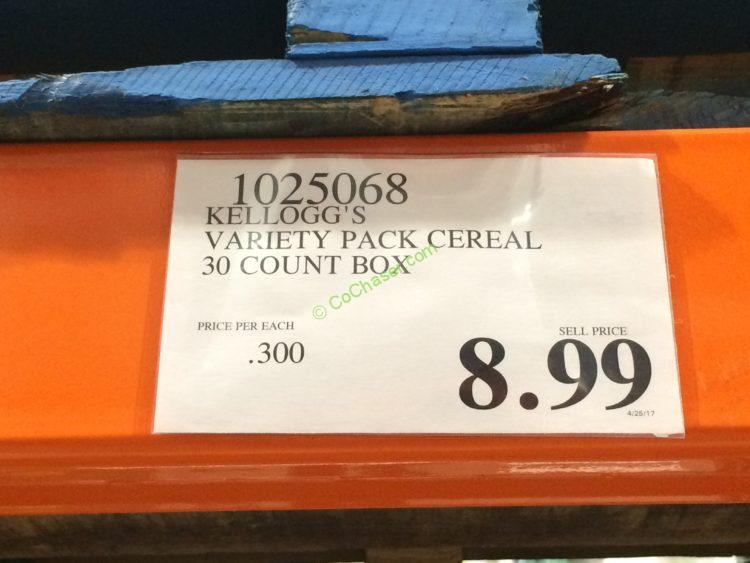 1025068
KELLOGG'S
VARIETY PACK CEREAL
30 COUNT BOX
© CoChaser.com
PRICE PER EACH
.300
SELL PRICE
8.99
4/25/17